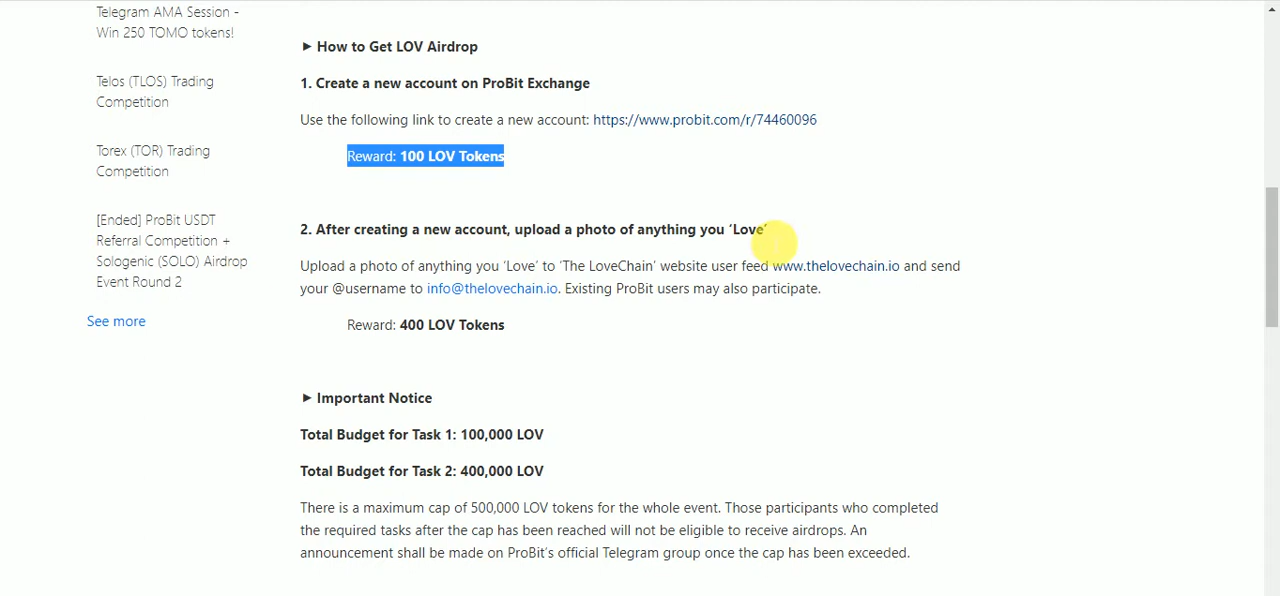 Telegram AMA Session -
Win 250 TOMO tokens!
Telos (TLOS) Trading
Competition
Torex (TOR) Trading
Competition
[Ended] ProBit USDT
Referral Competition +
Sologenic (SOLO) Airdrop
Event Round 2
See more
► How to Get LOV Airdrop
1. Create a new account on ProBit Exchange
Use the following link to create a new account: https://www.probit.com/r/74460096
Reward: 100 LOV Tokens
2. After creating a new account, upload a photo of anything you ‘Love’
Upload a photo of anything you ‘Love’ to ‘The LoveChain’ website user feed www.thelovechain.io and send
your @username to info@thelovechain.io. Existing ProBit users may also participate.
Reward: 400 LOV Tokens
► Important Notice
Total Budget for Task 1: 100,000 LOV
Total Budget for Task 2: 400,000 LOV
There is a maximum cap of 500,000 LOV tokens for the whole event. Those participants who completed
the required tasks after the cap has been reached will not be eligible to receive airdrops. An
announcement shall be made on ProBit’s official Telegram group once the cap has been exceeded.